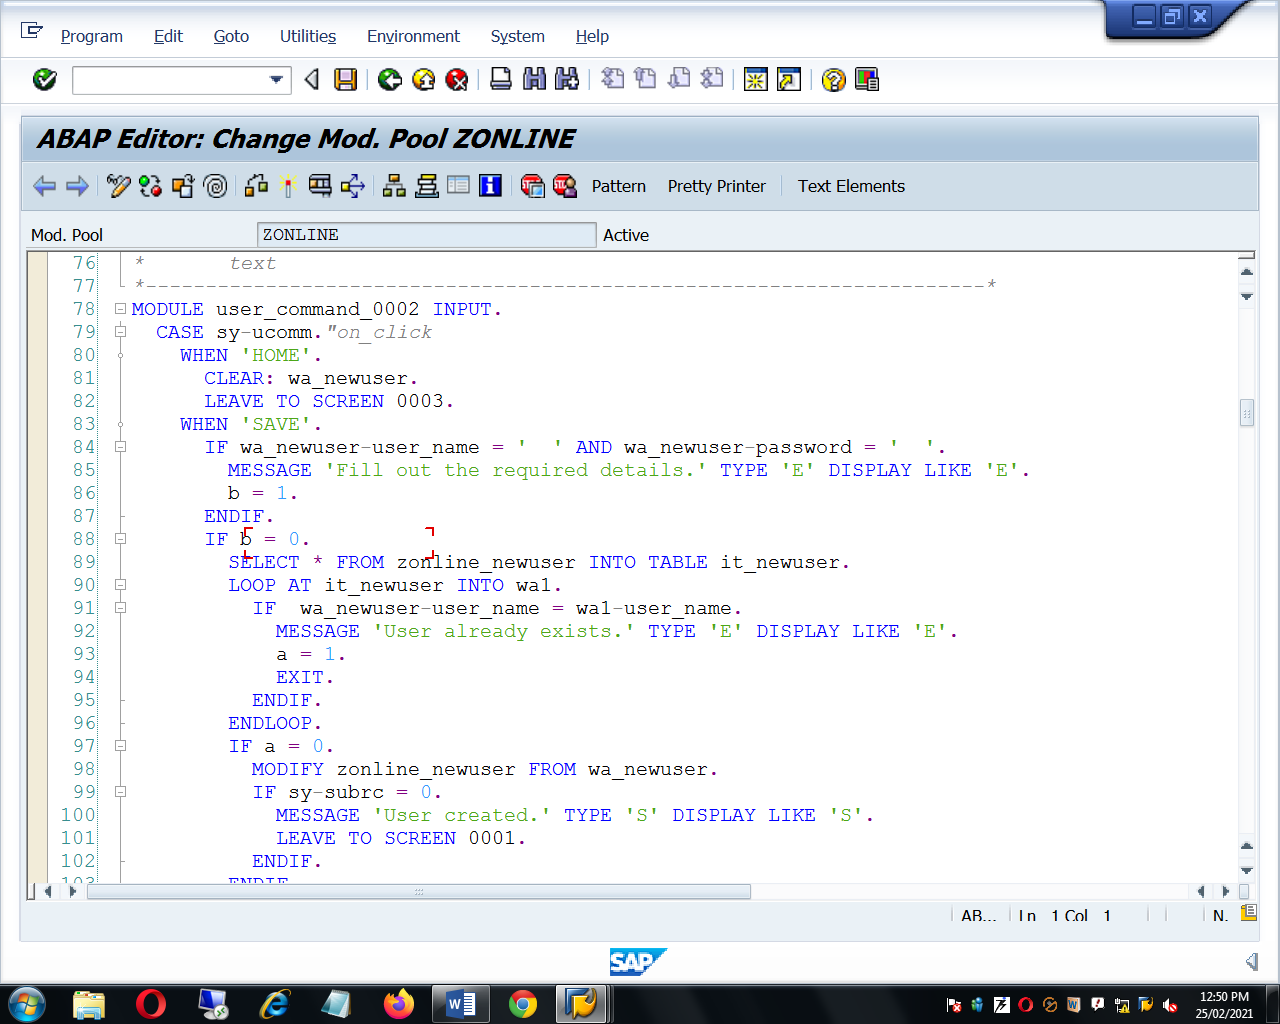 Program Edit Goto Utilities Environment System Help
ABAP Editor: Change Mod. Pool ZONLINE
Pattern Pretty Printer Text Elements
Mod. Pool ZONLINE Active
76 * text
77 *----------------------------------------------------------------------*
78 MODULE user_command_0002 INPUT.
79 CASE sy-ucomm."on_click
80 WHEN 'HOME'.
81 CLEAR: wa_newuser.
82 LEAVE TO SCREEN 0003.
83 WHEN 'SAVE'.
84 IF wa_newuser-user_name = '  ' AND wa_newuser-password = '  '.
85 MESSAGE 'Fill out the required details.' TYPE 'E' DISPLAY LIKE 'E'.
86 b = 1.
87 ENDIF.
88 IF b = 0.
89 SELECT * FROM zonline_newuser INTO TABLE it_newuser.
90 LOOP AT it_newuser INTO wa1.
91 IF  wa_newuser-user_name = wa1-user_name.
92 MESSAGE 'User already exists.' TYPE 'E' DISPLAY LIKE 'E'.
93 a = 1.
94 EXIT.
95 ENDIF.
96 ENDLOOP.
97 IF a = 0.
98 MODIFY zonline_newuser FROM wa_newuser.
99 IF sy-subrc = 0.
100 MESSAGE 'User created.' TYPE 'S' DISPLAY LIKE 'S'.
101 LEAVE TO SCREEN 0001.
102 ENDIF.
103 ENDIF
AB... Ln 1 Col 1 N.
SAP
12:50 PM
25/02/2021